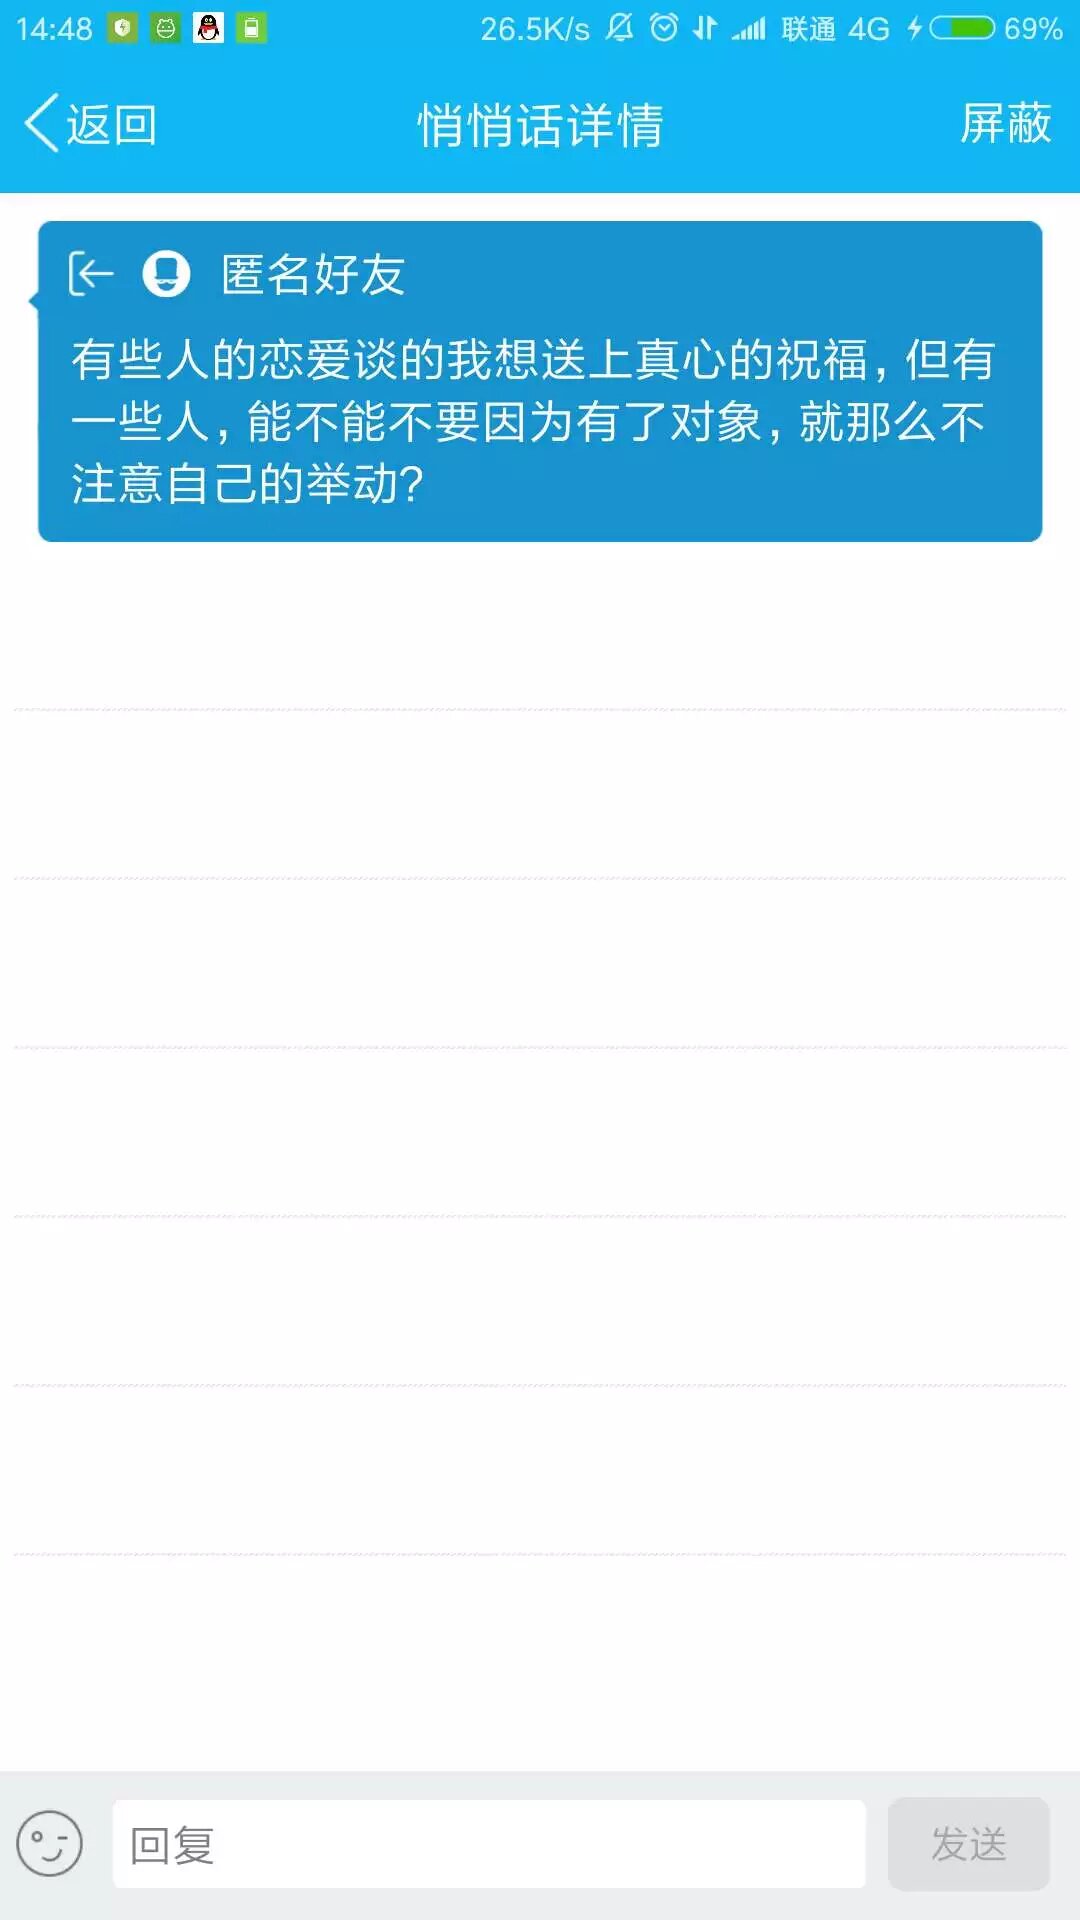 14:48 26.5K/s 联通 4G 69%
返回 悄悄话详情 屏蔽
匿名好友
有些人的恋爱谈的我想送上真心的祝福,但有
一些人,能不能不要因为有了对象,就那么不
注意自己的举动?
回复 发送